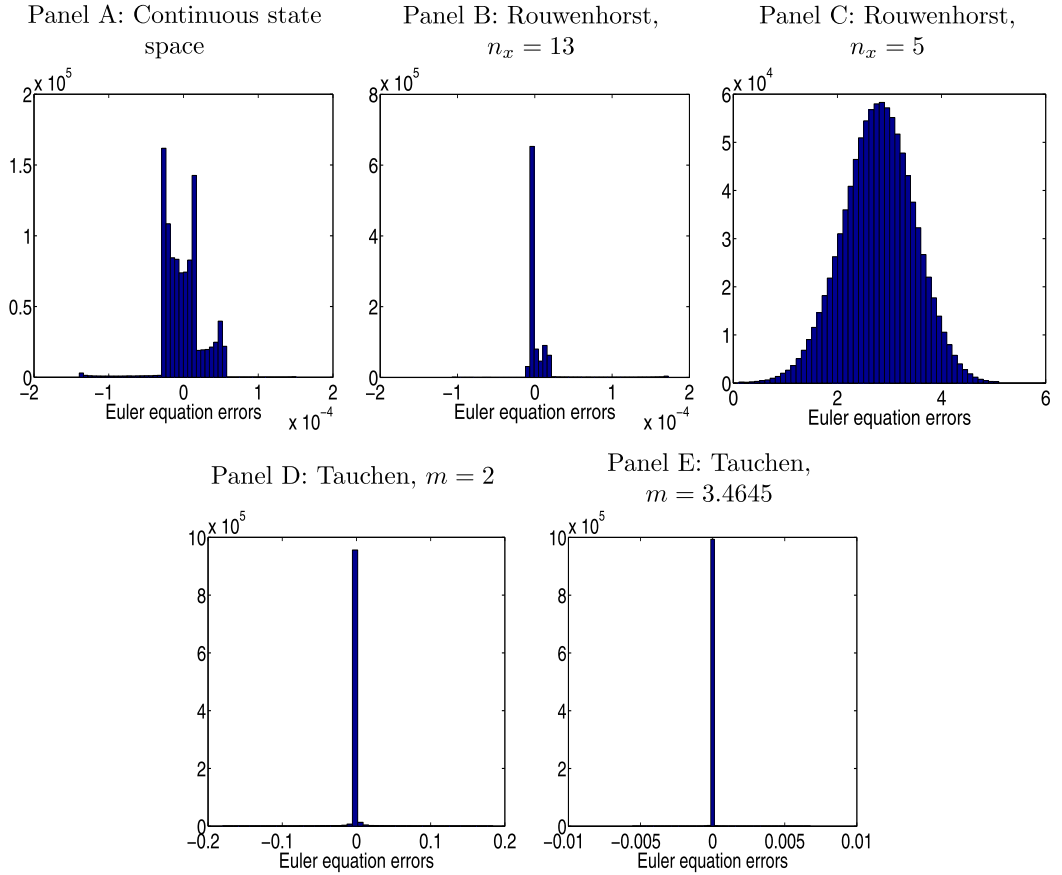 Panel A: Continuous state
space
Panel B: Rouwenhorst,
n_x = 13
Panel C: Rouwenhorst,
n_x = 5
x 10^5
2
1.5
1
0.5
0
−2 −1 0 1 2
Euler equation errors
x 10^−4
x 10^5
8
6
4
2
0
−2 −1 0 1 2
Euler equation errors
x 10^−4
x 10^4
6
5
4
3
2
1
0
0 2 4 6
Euler equation errors
Panel D: Tauchen, m = 2
Panel E: Tauchen,
m = 3.4645
x 10^5
10
8
6
4
2
0
−0.2 −0.1 0 0.1 0.2
Euler equation errors
x 10^5
10
8
6
4
2
0
−0.01 −0.005 0 0.005 0.01
Euler equation errors